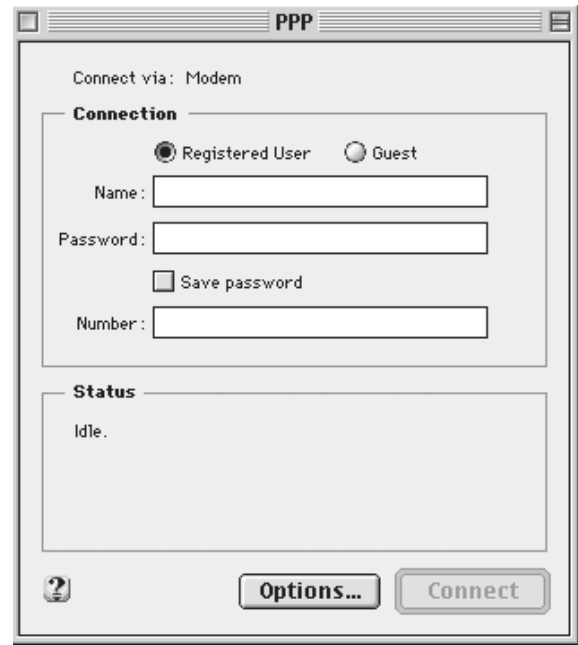 PPP
Connect via: Modem
Connection
Registered User Guest
Name:
Password:
Save password
Number:
Status
Idle.
? Options... Connect